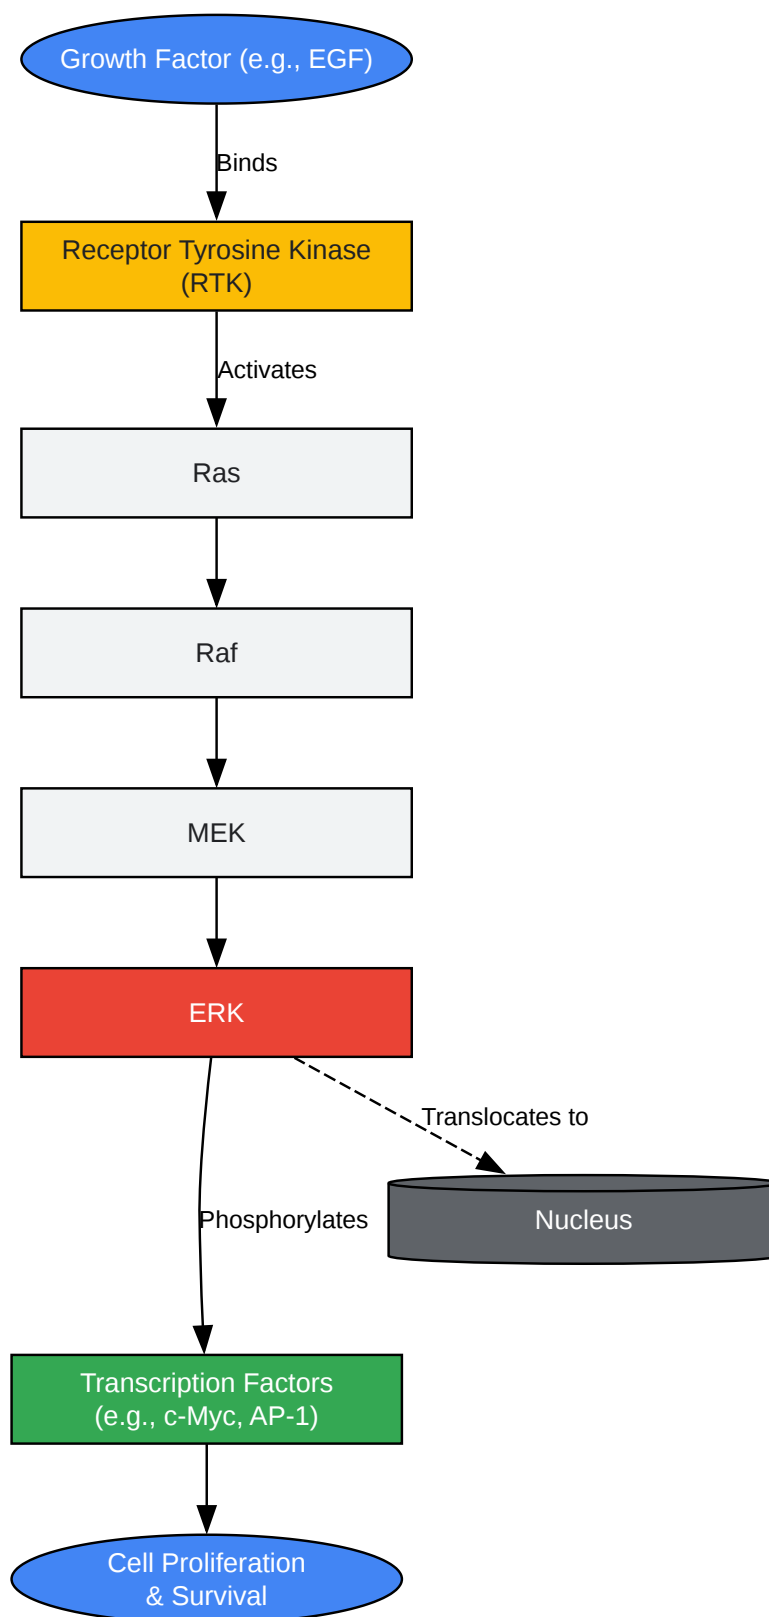 Growth Factor (e.g., EGF)
Binds
Receptor Tyrosine Kinase
(RTK)
Activates
Ras
Raf
MEK
ERK
Translocates to
Phosphorylates
Nucleus
Transcription Factors
(e.g., c-Myc, AP-1)
Cell Proliferation
& Survival